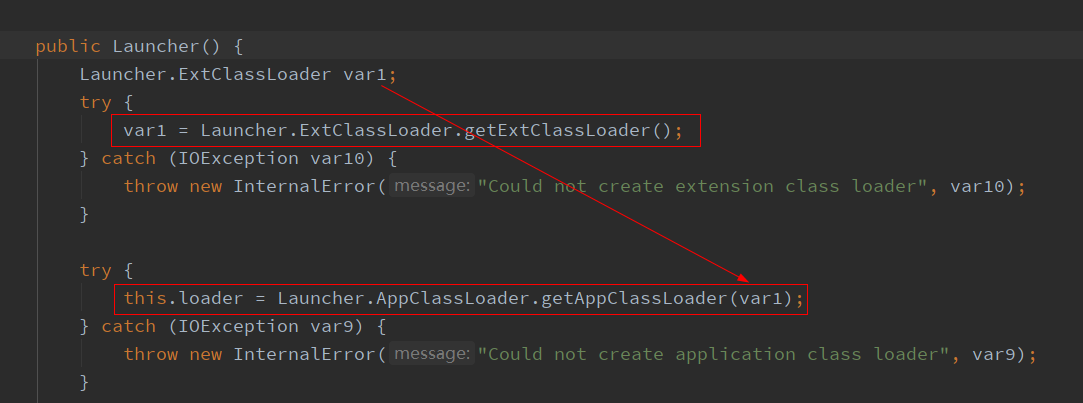 public Launcher() {
Launcher.ExtClassLoader var1;
try {
var1 = Launcher.ExtClassLoader.getExtClassLoader();
} catch (IOException var10) {
throw new InternalError( message: "Could not create extension class loader", var10);
}
try {
this.loader = Launcher.AppClassLoader.getAppClassLoader(var1);
} catch (IOException var9) {
throw new InternalError( message: "Could not create application class loader", var9);
}